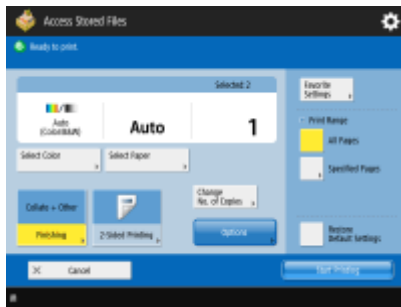 Access Stored Files
Ready to print.
Selected: 2
Auto
(Color/B&W)
Auto
1
Select Color
Select Paper
Change
No. of Copies
Collate + Other
Finishing
2-Sided Printing
Options
Cancel
Favorite
Settings
Print Range
All Pages
Specified Pages
Restore
Default Settings
Start Printing